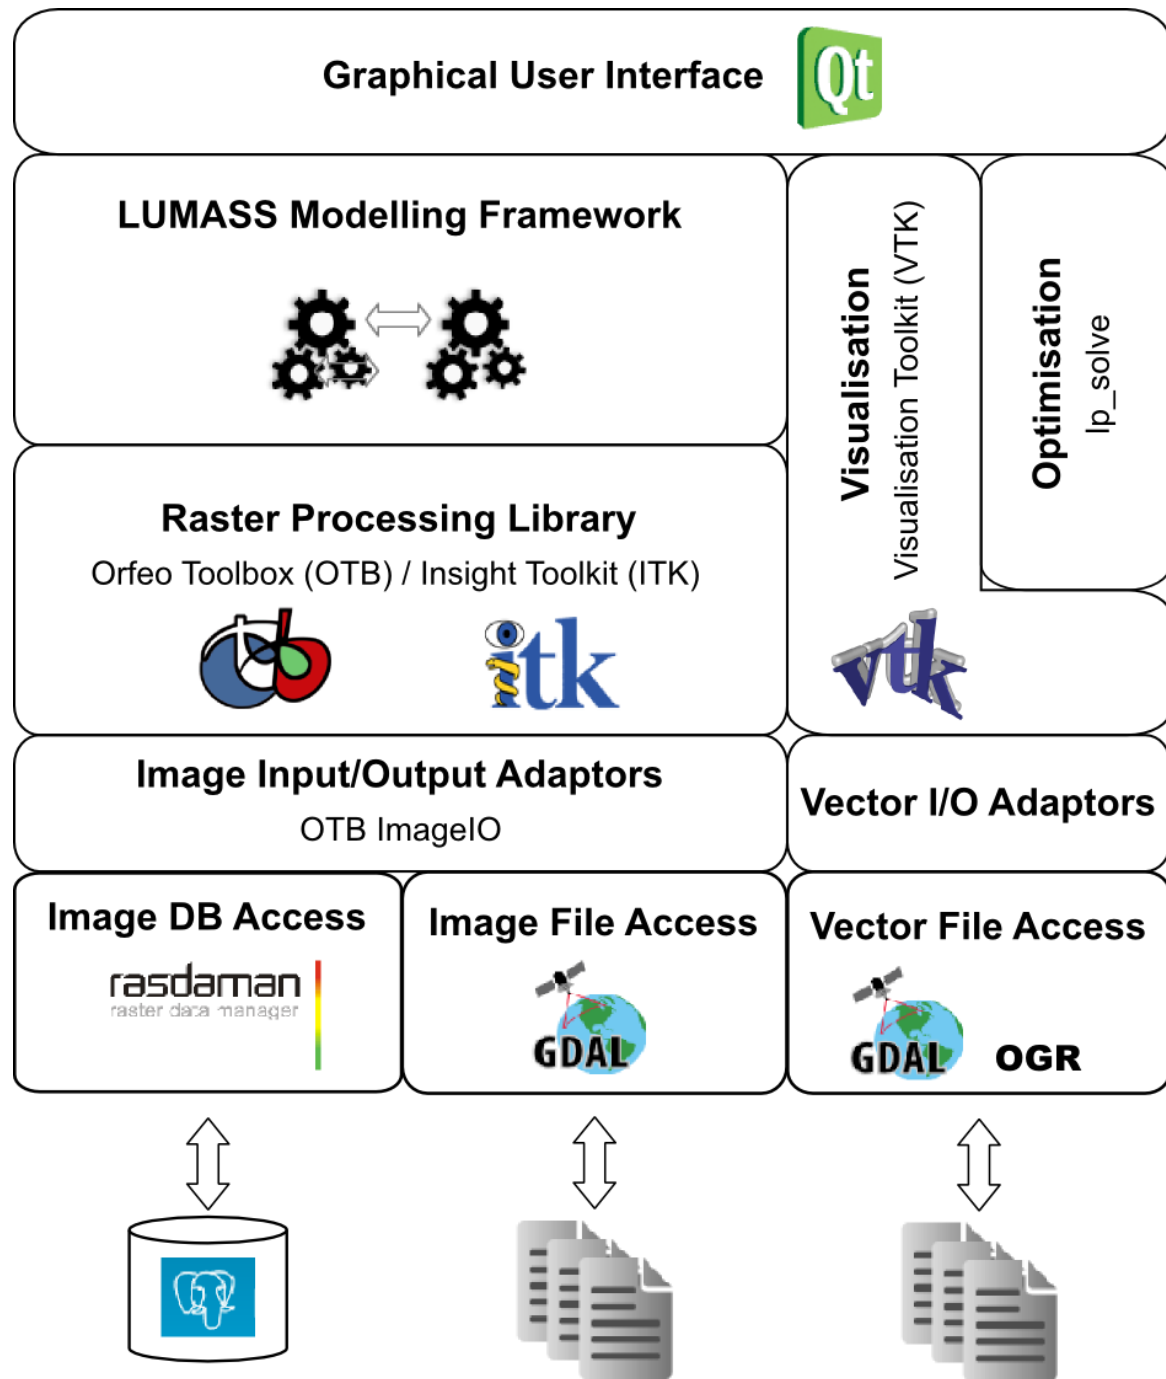 Graphical User Interface
Qt
LUMASS Modelling Framework
Visualisation
Visualisation Toolkit (VTK)
Optimisation
lp_solve
Raster Processing Library
Orfeo Toolbox (OTB) / Insight Toolkit (ITK)
otb
itk
vtk
Image Input/Output Adaptors
OTB ImageIO
Vector I/O Adaptors
Image DB Access
rasdaman
raster data manager
Image File Access
GDAL
Vector File Access
GDAL
OGR